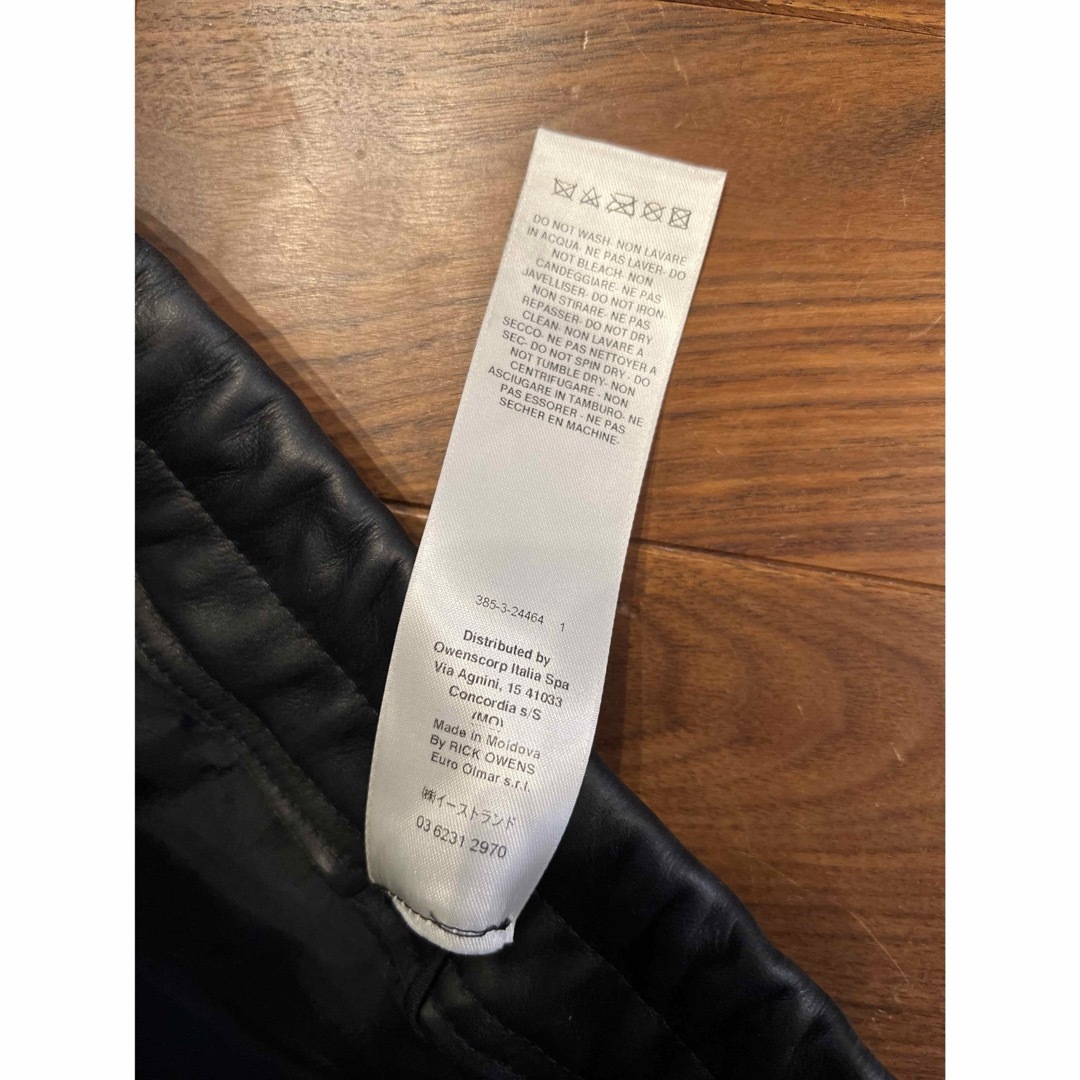 DO NOT WASH- NON LAVARE
IN ACQUA- NE PAS LAVER- DO
NOT BLEACH- NON
CANDEGGIARE- NE PAS
JAVELLISER- DO NOT IRON-
NON STIRARE- NE PAS
REPASSER- DO NOT DRY
CLEAN- NON LAVARE A
SECCO- NE PAS NETTOYER A
SEC- DO NOT SPIN DRY - DO
NOT TUMBLE DRY- NON
CENTRIFUGARE - NON
ASCIUGARE IN TAMBURO- NE
PAS ESSORER - NE PAS
SECHER EN MACHINE-
385-3-24464 1
Distributed by
Owenscorp Italia Spa
Via Agnini, 15 41033
Concordia s/S
(MO)
Made in Moldova
By RICK OWENS
Euro Olmar s.r.l.
㈱イーストランド
03 6231 2970